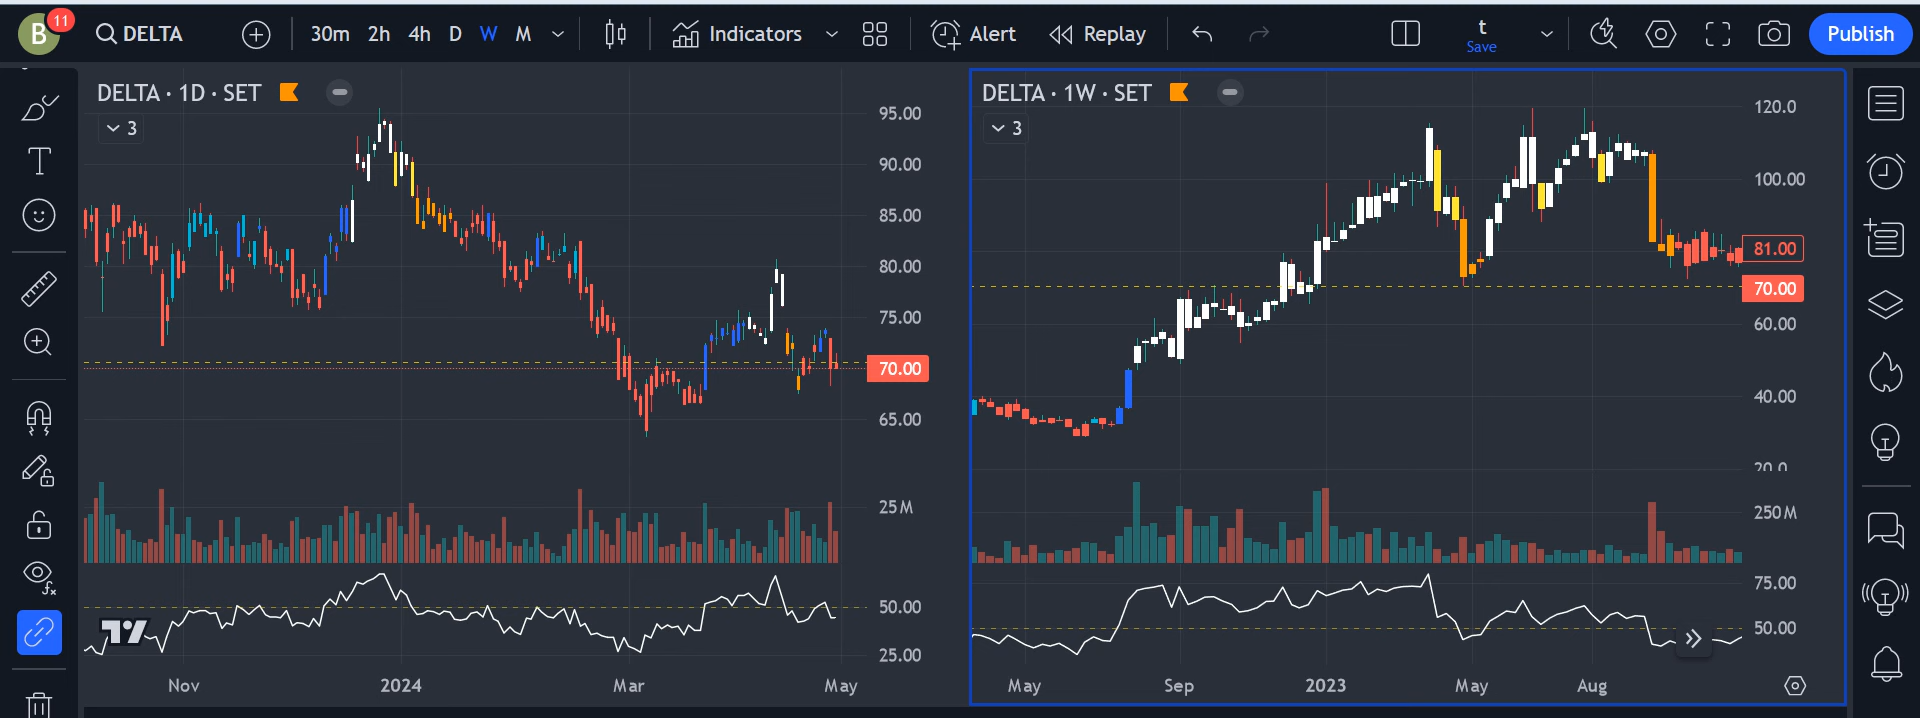 B 11 DELTA 30m 2h 4h D W M Indicators Alert Replay t Save Publish
DELTA · 1D · SET
3
95.00
90.00
85.00
80.00
75.00
70.00
65.00
25M
50.00
25.00
Nov 2024 Mar May
DELTA · 1W · SET
3
120.0
100.00
81.00
70.00
60.00
40.00
20.0
250M
75.00
50.00
May Sep 2023 May Aug